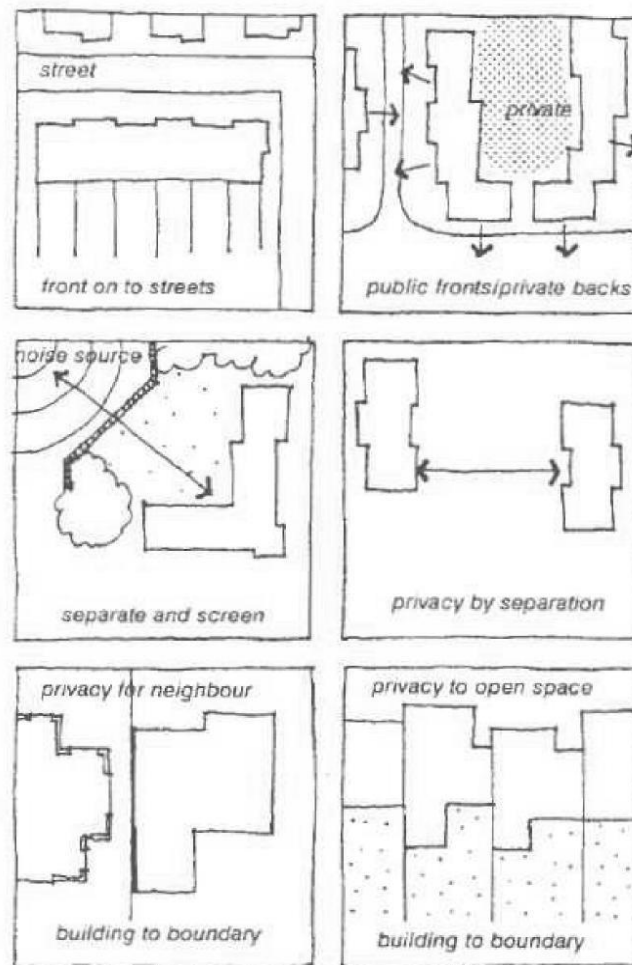 street
private
front on to streets
public fronts/private backs
noise source
separate and screen
privacy by separation
privacy for neighbour
privacy to open space
building to boundary
building to boundary